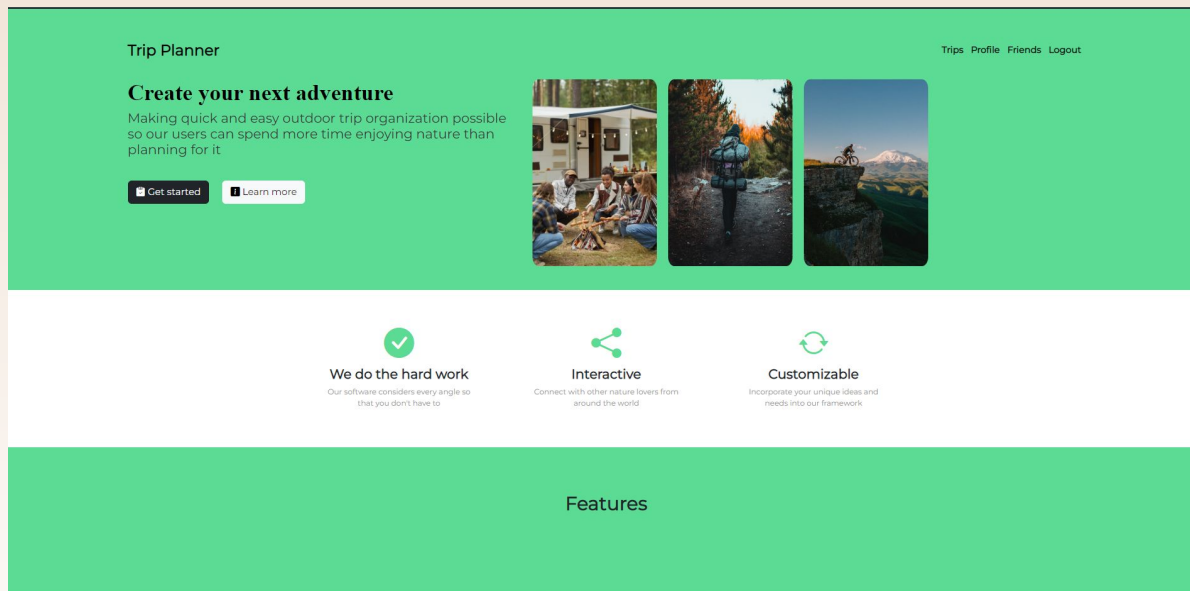 Trip Planner
Trips Profile Friends Logout
Create your next adventure
Making quick and easy outdoor trip organization possible
so our users can spend more time enjoying nature than
planning for it
Get started
Learn more
We do the hard work
Our software considers every angle so
that you don't have to
Interactive
Connect with other nature lovers from
around the world
Customizable
Incorporate your unique ideas and
needs into our framework
Features